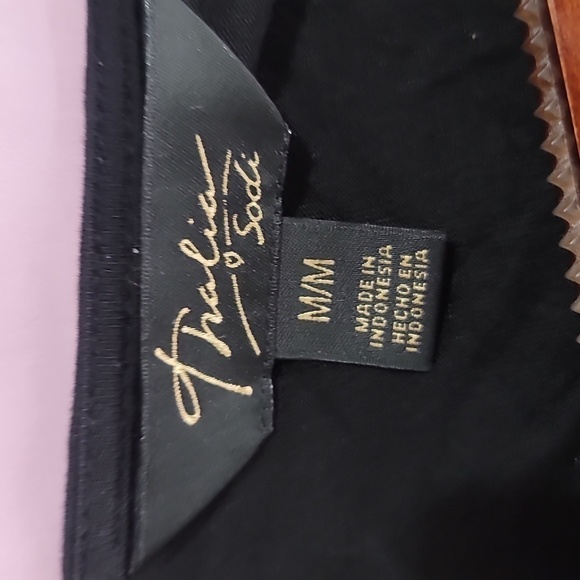 Thalia
Sodi
M/M
MADE IN
INDONESIA
HECHO EN
INDONESIA